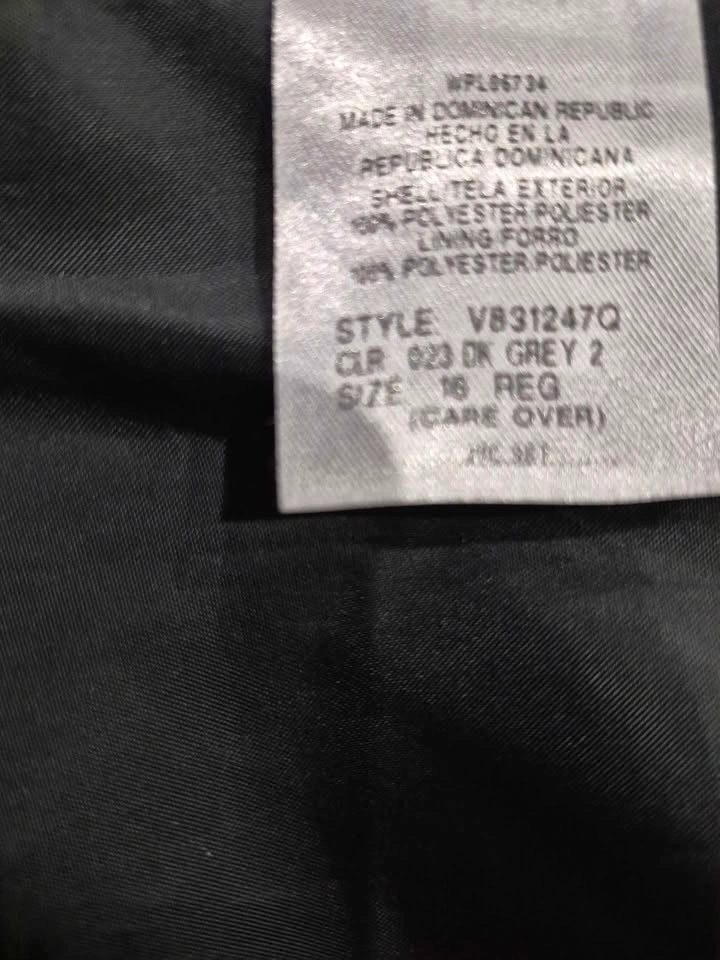 WPL06734
MADE IN DOMINICAN REPUBLIC
HECHO EN LA
REPUBLICA DOMINICANA
SHELL/TELA EXTERIOR
100% POLYESTER/POLIESTER
LINING/FORRO
100% POLYESTER/POLIESTER
STYLE: V831247Q
CLR 023 DK GREY 2
SIZE 16 REG
(CARE OVER)